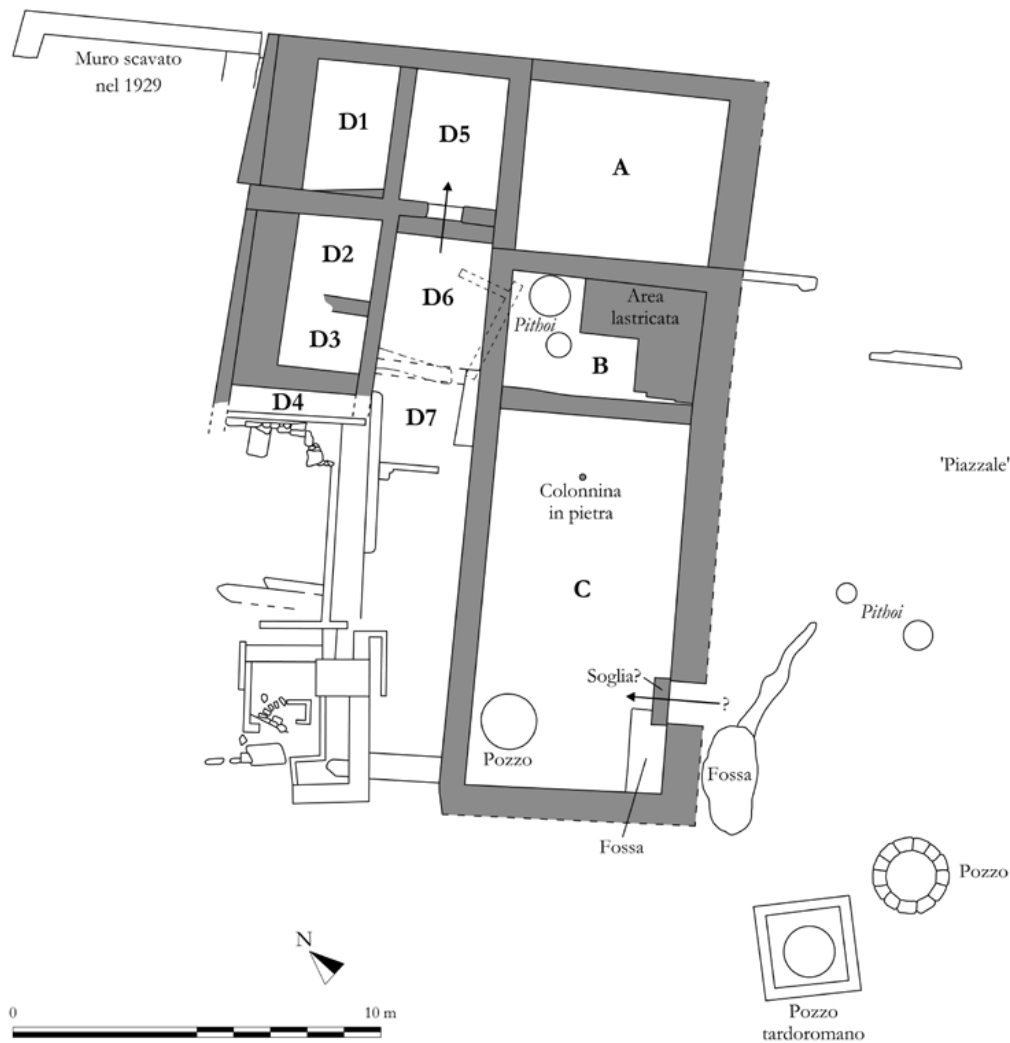 Muro scavato
nel 1929
D1
D5
A
D2
D6
Pithoi
Area
lastricata
D3
B
D4
D7
'Piazzale'
Colonnina
in pietra
C
Pithoi
Soglia?
?
Pozzo
Fossa
Fossa
Pozzo
N
0
10 m
Pozzo
tardoromano